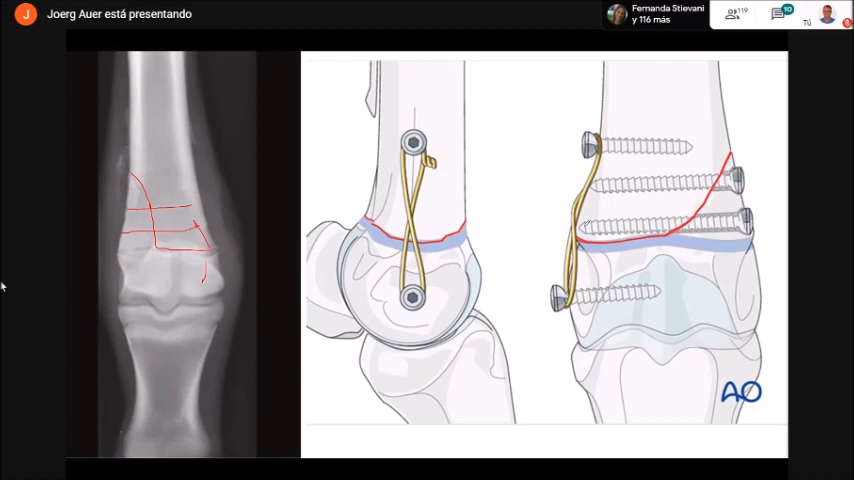 J Joerg Auer está presentando
Fernanda Stievani
y 116 más
119
10
Tú
AO